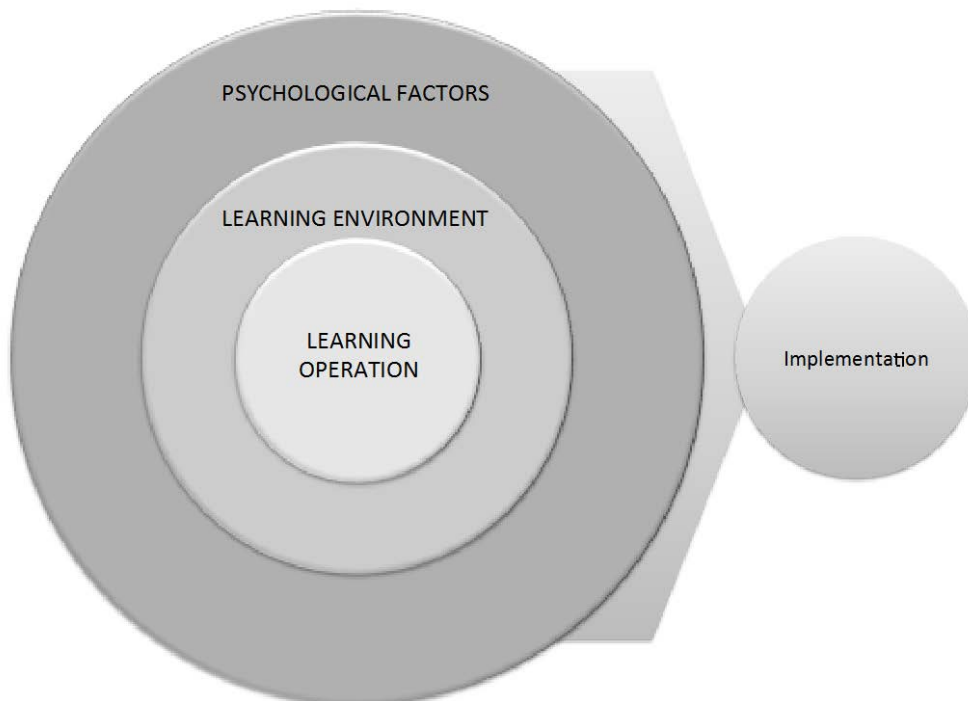 PSYCHOLOGICAL FACTORS
LEARNING ENVIRONMENT
LEARNING
OPERATION
Implementation